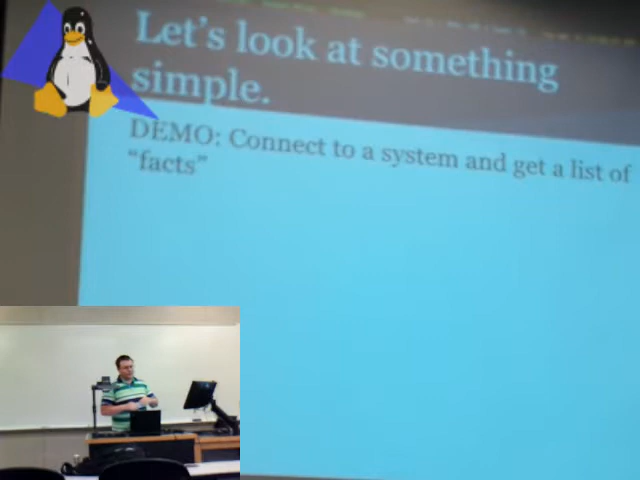 Let's look at something
simple.
DEMO: Connect to a system and get a list of
"facts"